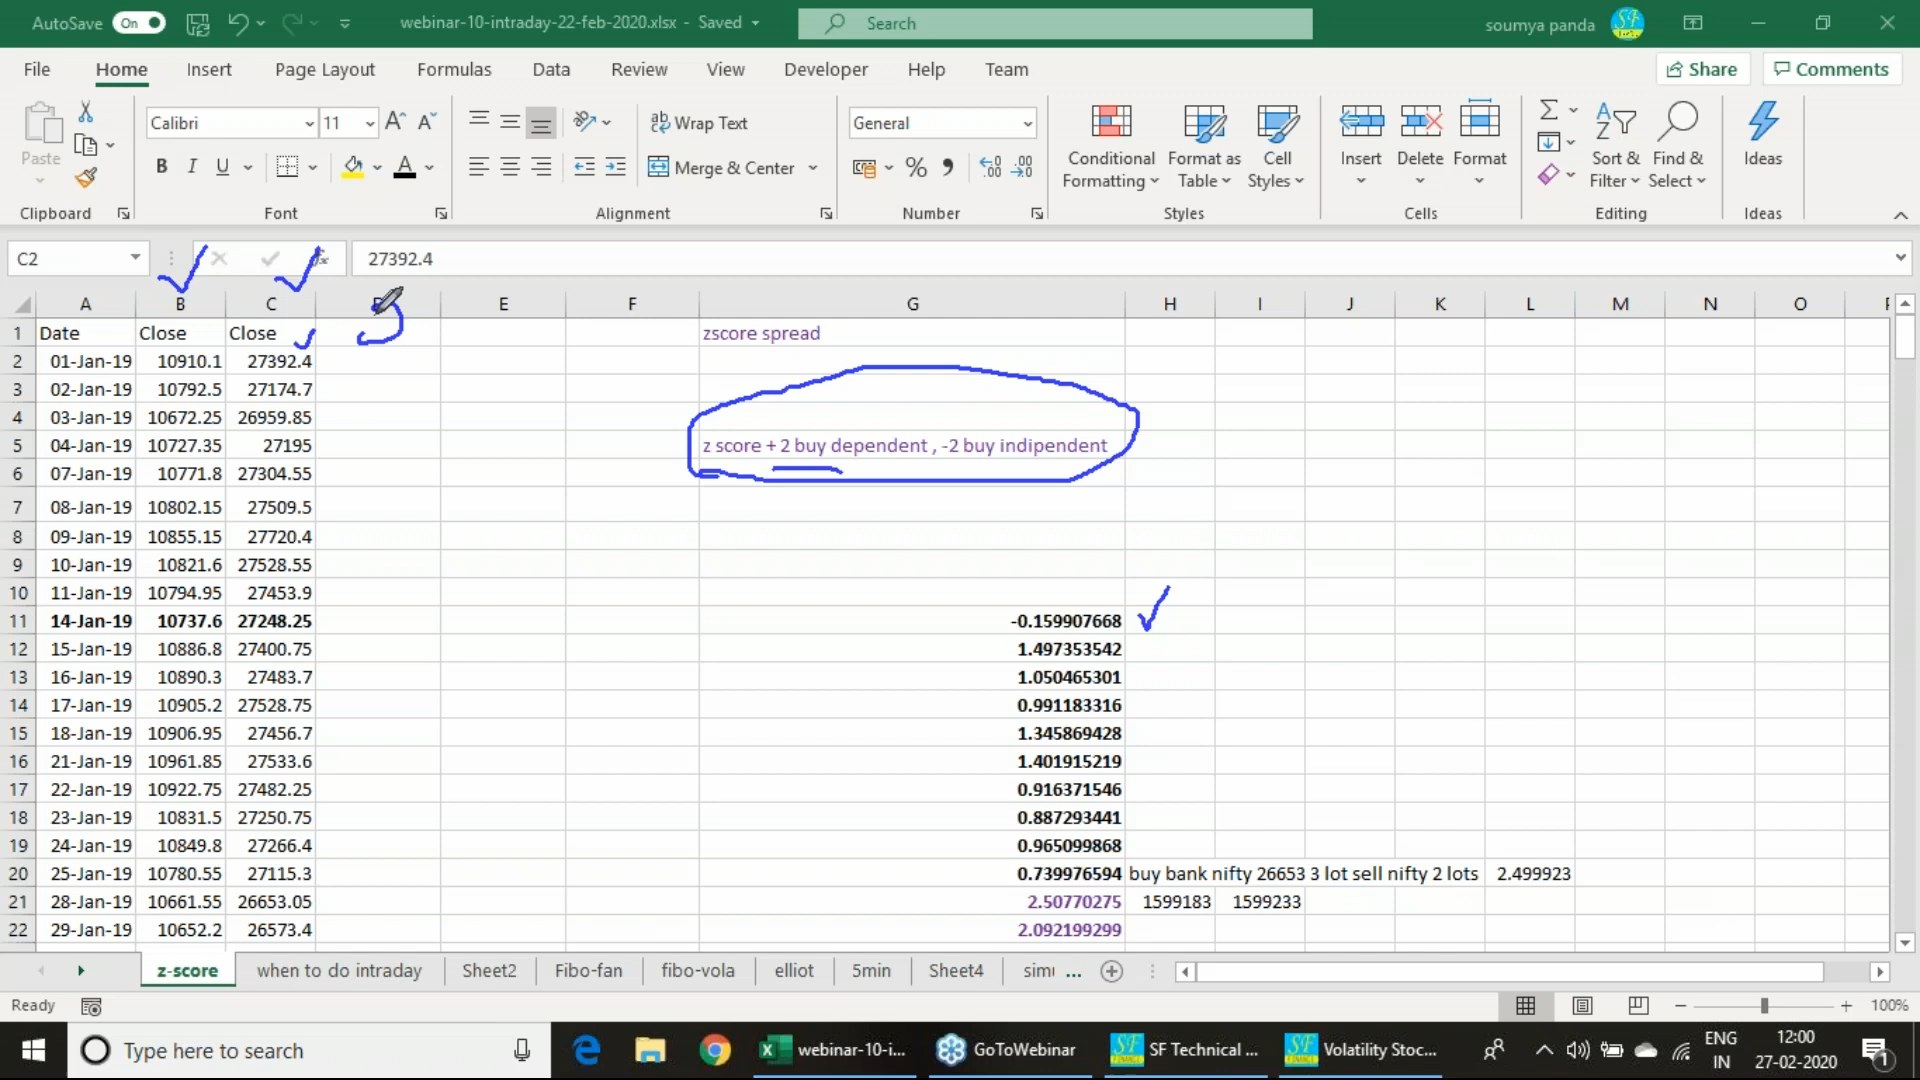 AutoSave On webinar-10-intraday-22-feb-2020.xlsx - Saved Search soumya panda SF
File Home Insert Page Layout Formulas Data Review View Developer Help Team Share Comments
Paste Calibri 11 A A ab Wrap Text General Conditional Formatting Format as Table Cell Styles Insert Delete Format Sort & Filter Find & Select Ideas
B I U A Merge & Center % 
Clipboard Font Alignment Number Styles Cells Editing Ideas
C2 fx 27392.4
A B C E F G H I J K L M N O
1 Date Close Close zscore spread
2 01-Jan-19 10910.1 27392.4
3 02-Jan-19 10792.5 27174.7
4 03-Jan-19 10672.25 26959.85
5 04-Jan-19 10727.35 27195 z score + 2 buy dependent , -2 buy indipendent
6 07-Jan-19 10771.8 27304.55
7 08-Jan-19 10802.15 27509.5
8 09-Jan-19 10855.15 27720.4
9 10-Jan-19 10821.6 27528.55
10 11-Jan-19 10794.95 27453.9
11 14-Jan-19 10737.6 27248.25 -0.159907668
12 15-Jan-19 10886.8 27400.75 1.497353542
13 16-Jan-19 10890.3 27483.7 1.050465301
14 17-Jan-19 10905.2 27528.75 0.991183316
15 18-Jan-19 10906.95 27456.7 1.345869428
16 21-Jan-19 10961.85 27533.6 1.401915219
17 22-Jan-19 10922.75 27482.25 0.916371546
18 23-Jan-19 10831.5 27250.75 0.887293441
19 24-Jan-19 10849.8 27266.4 0.965099868
20 25-Jan-19 10780.55 27115.3 0.739976594 buy bank nifty 26653 3 lot sell nifty 2 lots 2.499923
21 28-Jan-19 10661.55 26653.05 2.50770275 1599183 1599233
22 29-Jan-19 10652.2 26573.4 2.092199299
z-score when to do intraday Sheet2 Fibo-fan fibo-vola elliot 5min Sheet4 ...
Ready 100%
Type here to search webinar-10-i... GoToWebinar SF Technical ... Volatility Stoc... ENG IN 12:00 27-02-2020 1